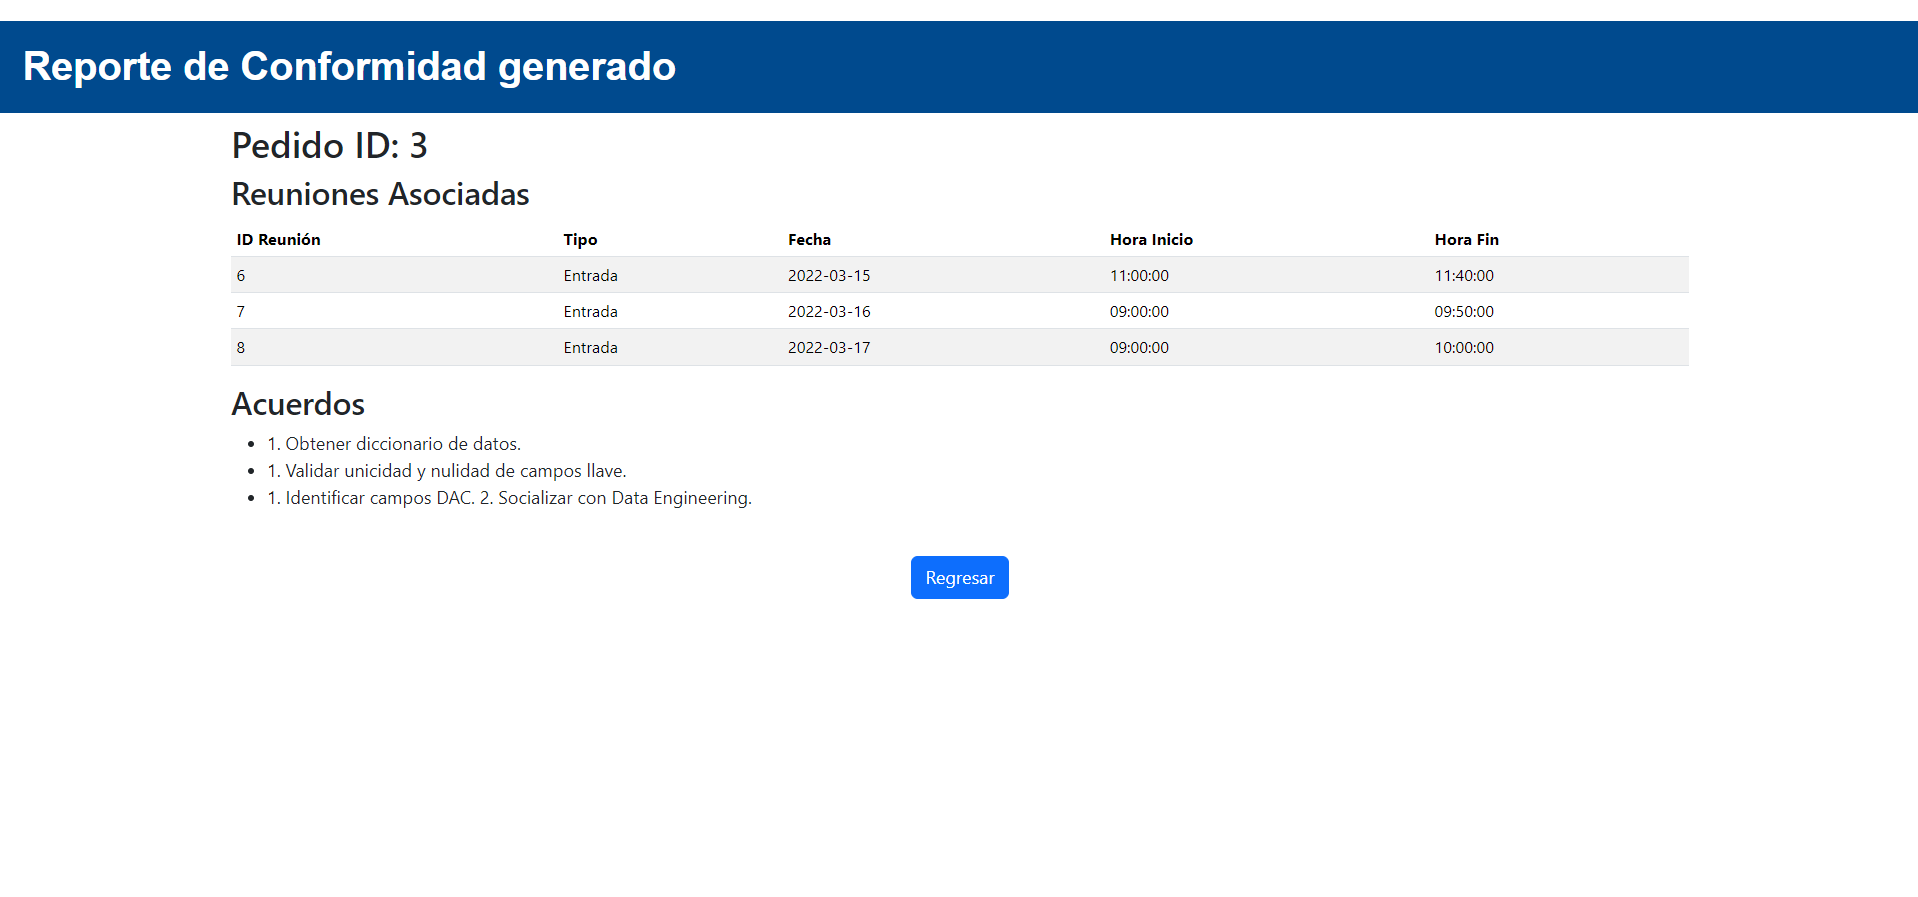 Reporte de Conformidad generado
Pedido ID: 3
Reuniones Asociadas
ID Reunión Tipo Fecha Hora Inicio Hora Fin
6 Entrada 2022-03-15 11:00:00 11:40:00
7 Entrada 2022-03-16 09:00:00 09:50:00
8 Entrada 2022-03-17 09:00:00 10:00:00
Acuerdos
• 1. Obtener diccionario de datos.
• 1. Validar unicidad y nulidad de campos llave.
• 1. Identificar campos DAC. 2. Socializar con Data Engineering.
Regresar